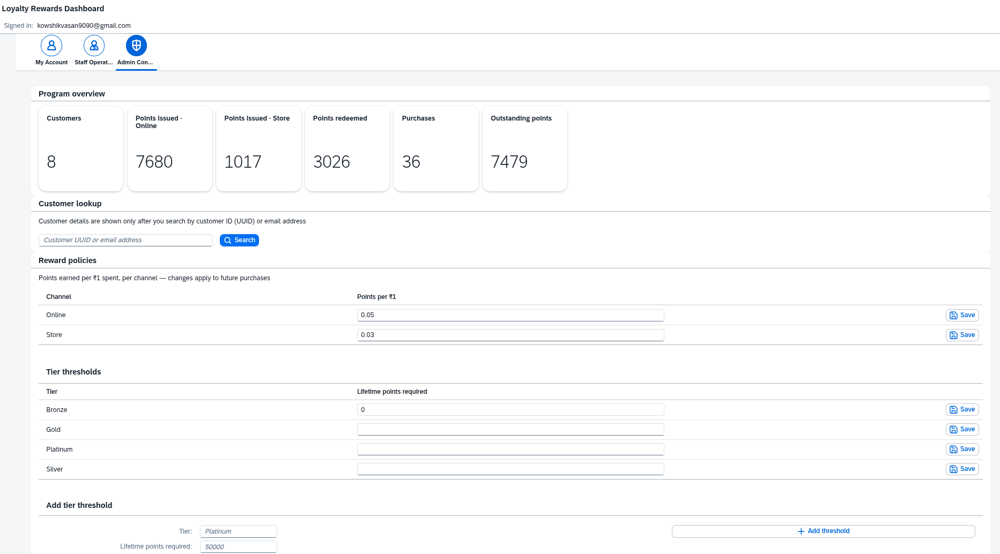 Loyalty Rewards Dashboard
Signed in: kowshikvasan9090@gmail.com
My Account Staff Operat... Admin Con...
Program overview
Customers Points issued · Online Points issued · Store Points redeemed Purchases Outstanding points
8 7680 1017 3026 36 7479
Customer lookup
Customer details are shown only after you search by customer ID (UUID) or email address
Customer UUID or email address Search
Reward policies
Points earned per ₹1 spent, per channel — changes apply to future purchases
Channel Points per ₹1
Online 0.05 Save
Store 0.03 Save
Tier thresholds
Tier Lifetime points required
Bronze 0 Save
Gold Save
Platinum Save
Silver Save
Add tier threshold
Tier: Platinum Add threshold
Lifetime points required: 50000